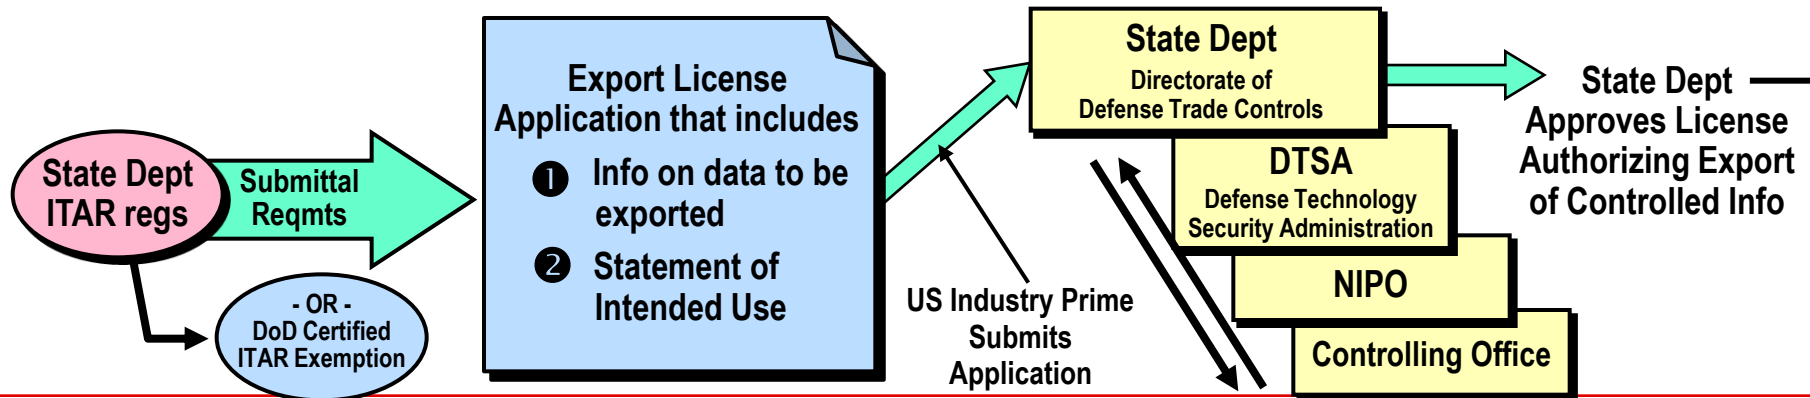 State Dept
ITAR regs
Submittal
Reqmts
- OR -
DoD Certified
ITAR Exemption
Export License
Application that includes
❶ Info on data to be
exported
❷ Statement of
Intended Use
US Industry Prime
Submits
Application
State Dept
Directorate of
Defense Trade Controls
DTSA
Defense Technology
Security Administration
NIPO
Controlling Office
State Dept
Approves License
Authorizing Export
of Controlled Info